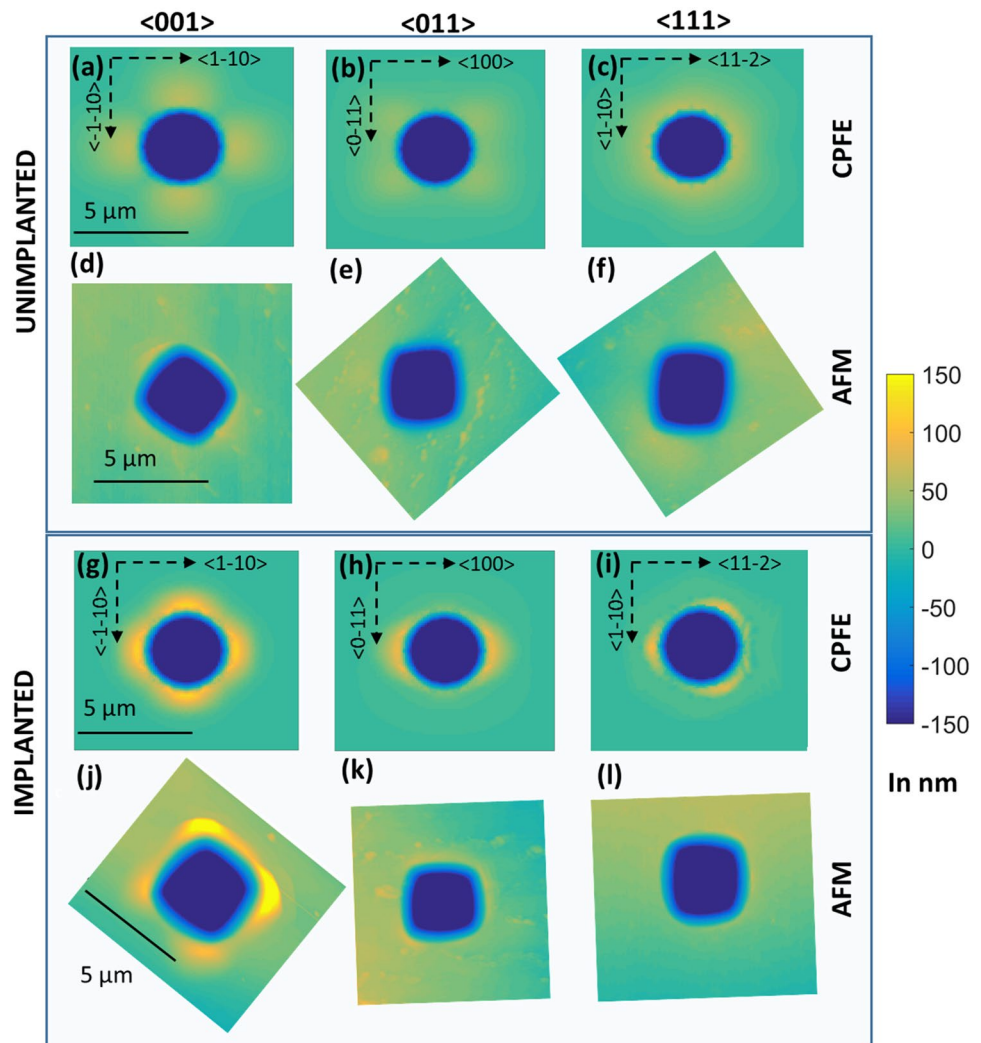 <001> <011> <111>
UNIMPLANTED
(a) <1-10> <-1-10> 5 µm
(b) <100> <0-11>
(c) <11-2> <1-10>
CPFE
(d) 5 µm
(e)
(f)
AFM
IMPLANTED
(g) <1-10> <-1-10> 5 µm
(h) <100> <0-11>
(i) <11-2> <1-10>
CPFE
(j) 5 µm
(k)
(l)
AFM
150
100
50
0
-50
-100
-150
In nm